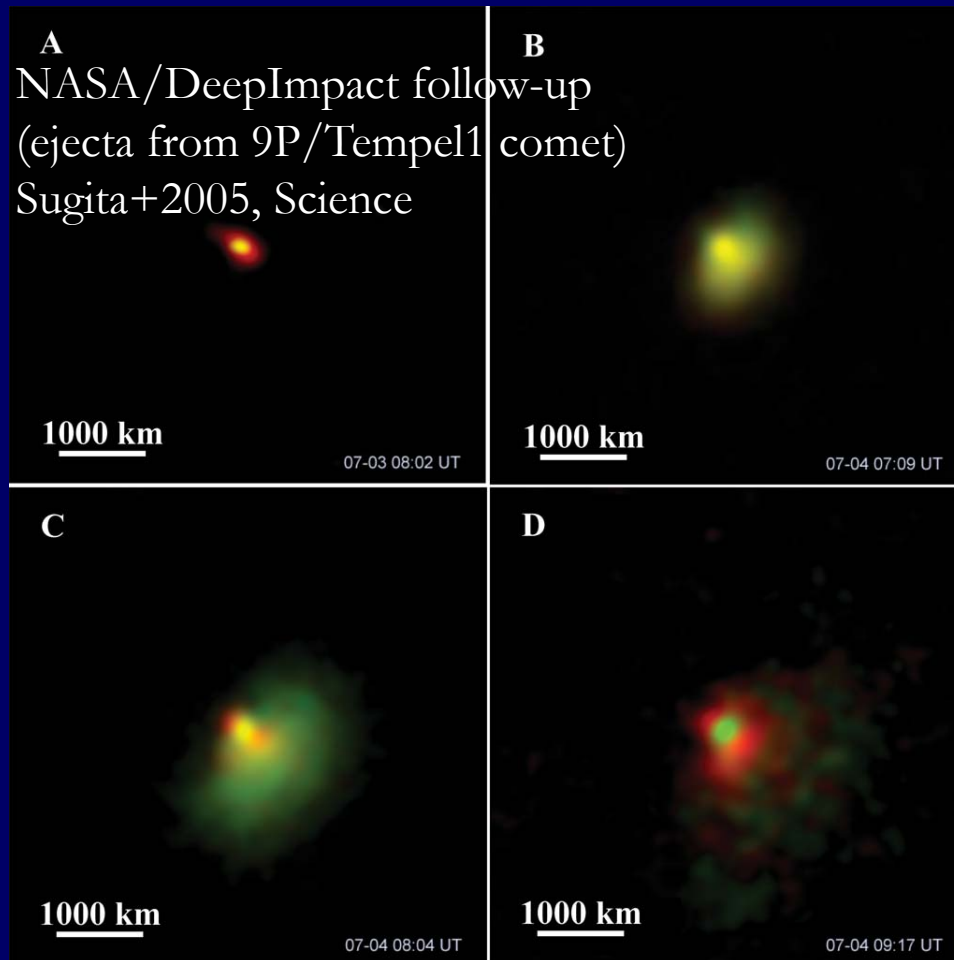 A
B
NASA/DeepImpact follow-up
(ejecta from 9P/Tempel1 comet)
Sugita+2005, Science
1000 km
07-03 08:02 UT
1000 km
07-04 07:09 UT
C
D
1000 km
07-04 08:04 UT
1000 km
07-04 09:17 UT